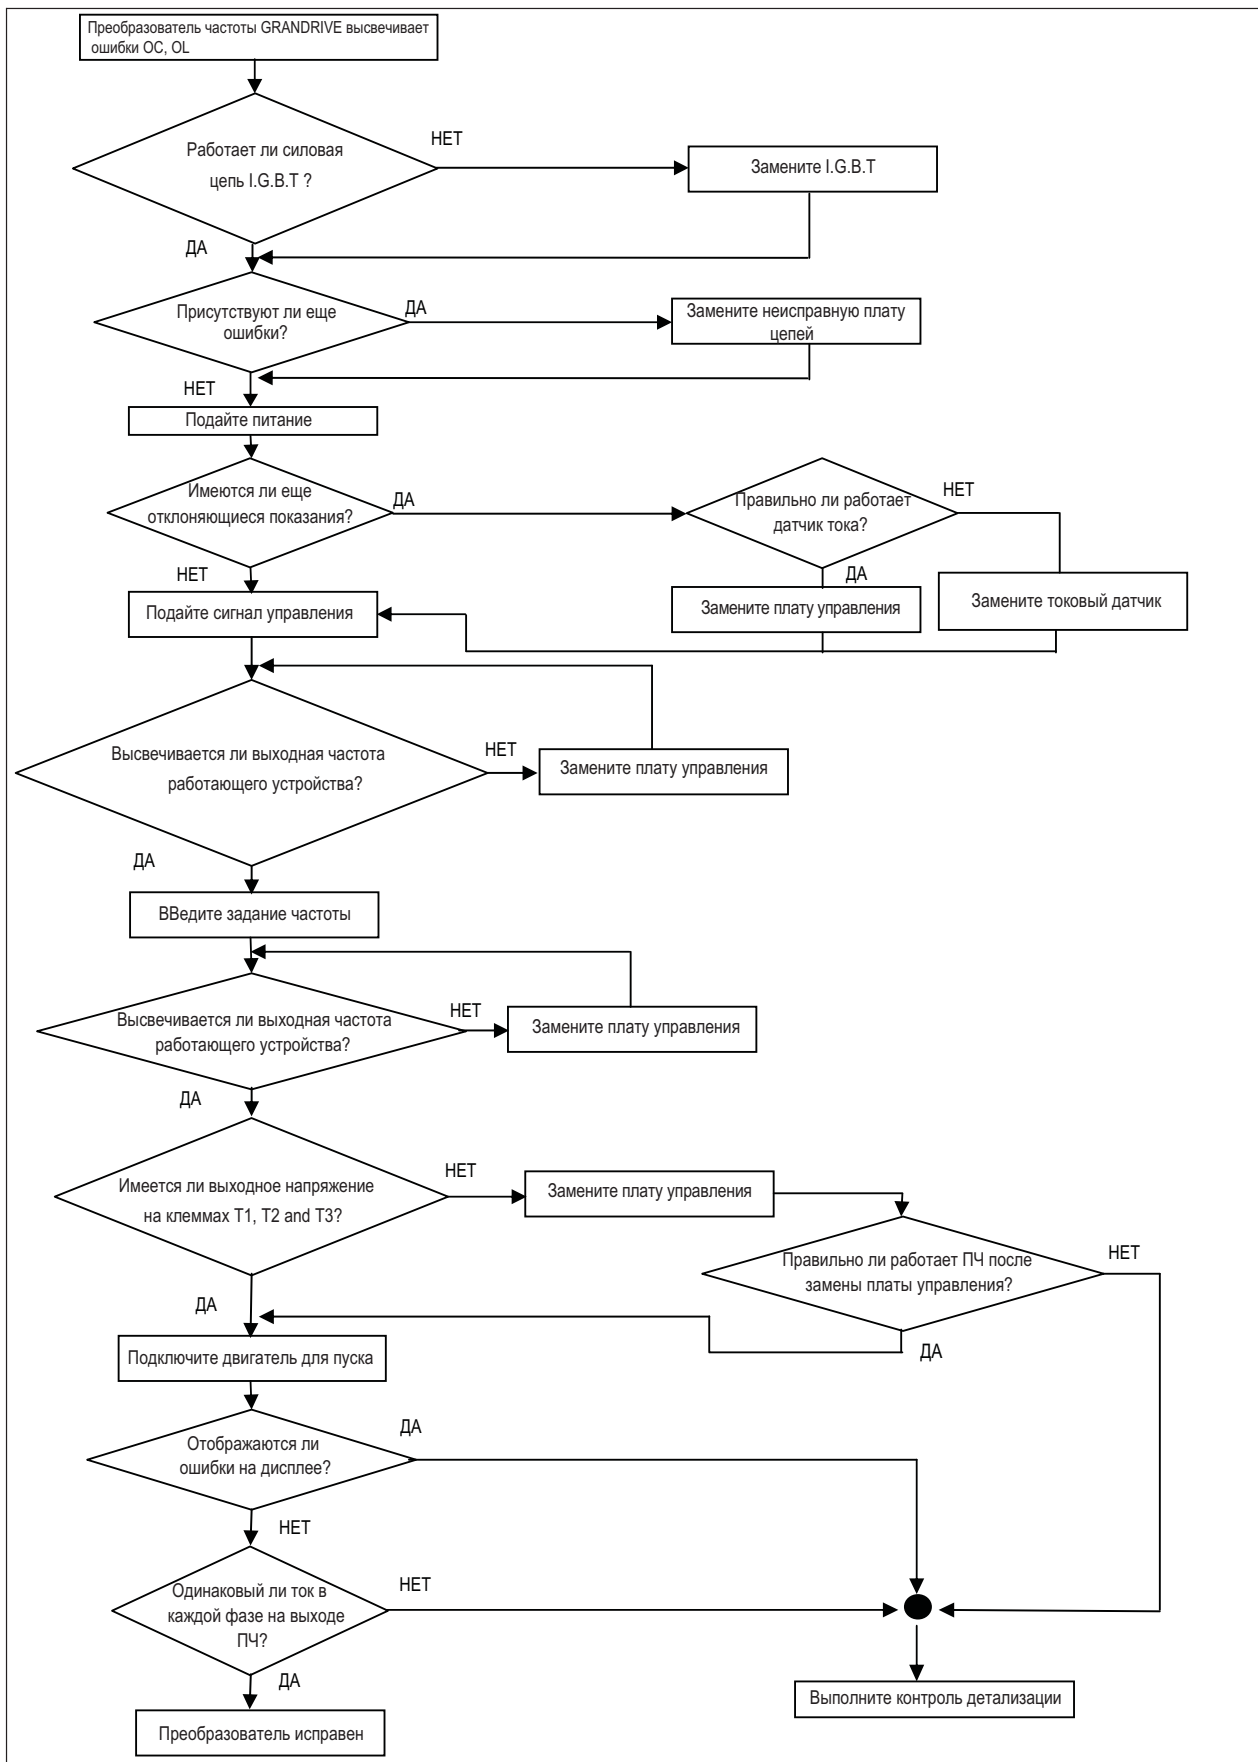 Преобразователь частоты GRANDRIVE высвечивает
ошибки OC, OL
НЕТ
Работает ли силовая
цепь I.G.B.T ?
Замените I.G.B.T
ДА
Присутствуют ли еще
ошибки?
ДА
Замените неисправную плату
цепей
НЕТ
Подайте питание
Имеются ли еще
отклоняющиеся показания?
ДА
Правильно ли работает
датчик тока?
НЕТ
НЕТ
ДА
Подайте сигнал управления
Замените плату управления
Замените токовый датчик
Высвечивается ли выходная частота
работающего устройства?
НЕТ
Замените плату управления
ДА
ВВедите задание частоты
Высвечивается ли выходная частота
работающего устройства?
НЕТ
Замените плату управления
ДА
Имеется ли выходное напряжение
на клеммах T1, T2 and T3?
НЕТ
Замените плату управления
Правильно ли работает ПЧ после
замены платы управления?
НЕТ
ДА
ДА
Подключите двигатель для пуска
Отображаются ли
ошибки на дисплее?
ДА
НЕТ
Одинаковый ли ток в
каждой фазе на выходе
ПЧ?
НЕТ
ДА
Выполните контроль детализации
Преобразователь исправен